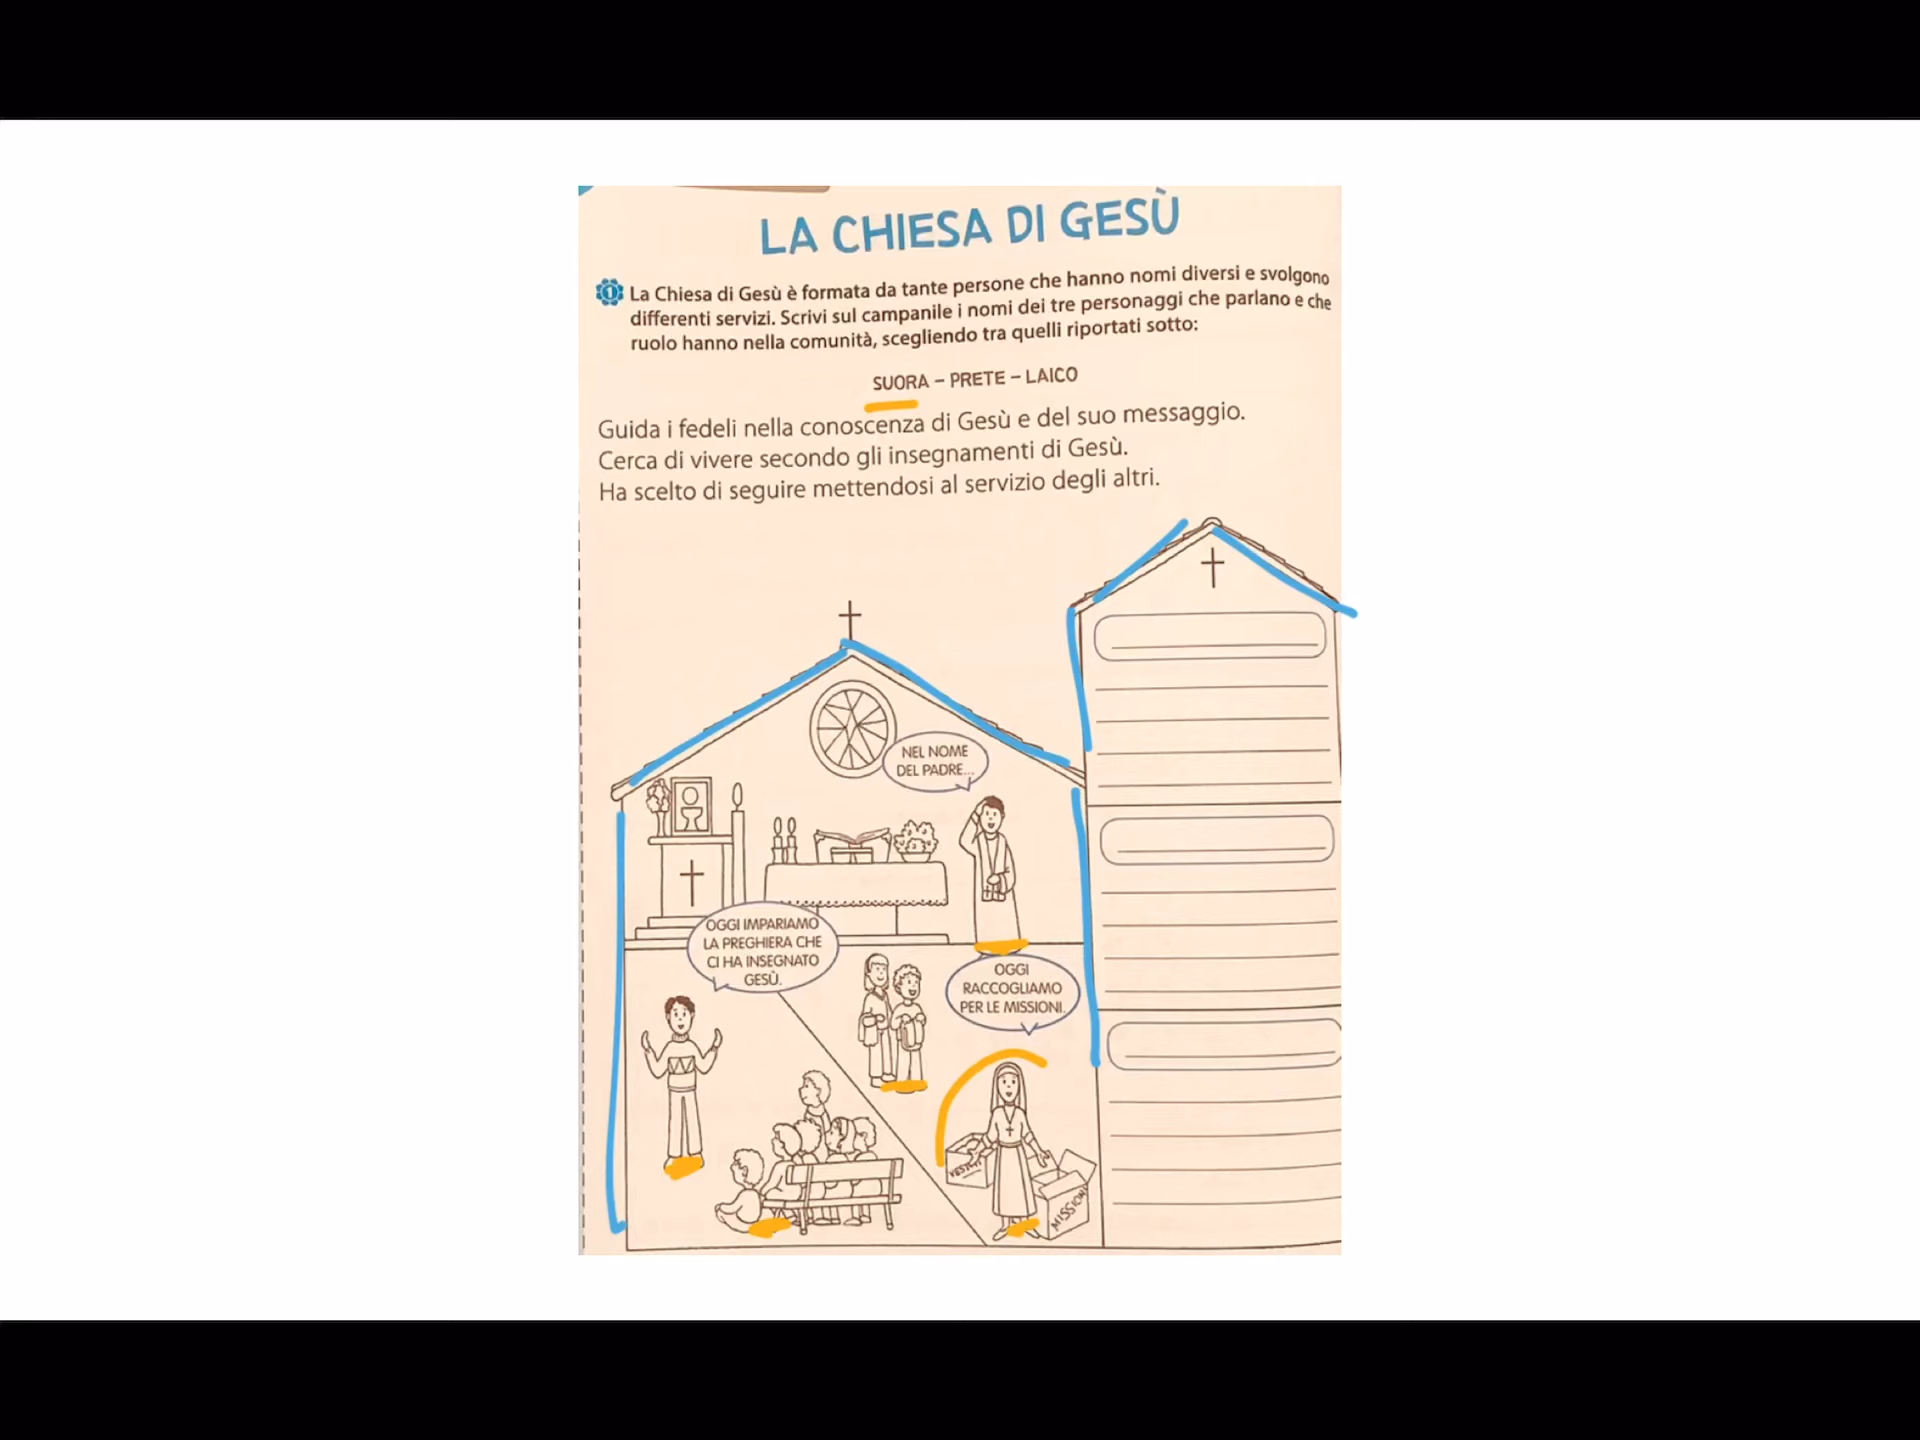 LA CHIESA DI GESÙ
1 La Chiesa di Gesù è formata da tante persone che hanno nomi diversi e svolgono
differenti servizi. Scrivi sul campanile i nomi dei tre personaggi che parlano e che
ruolo hanno nella comunità, scegliendo tra quelli riportati sotto:
SUORA – PRETE – LAICO
Guida i fedeli nella conoscenza di Gesù e del suo messaggio.
Cerca di vivere secondo gli insegnamenti di Gesù.
Ha scelto di seguire mettendosi al servizio degli altri.
NEL NOME
DEL PADRE...
OGGI IMPARIAMO
LA PREGHIERA CHE
CI HA INSEGNATO
GESÙ.
OGGI
RACCOGLIAMO
PER LE MISSIONI.
MISSIONI